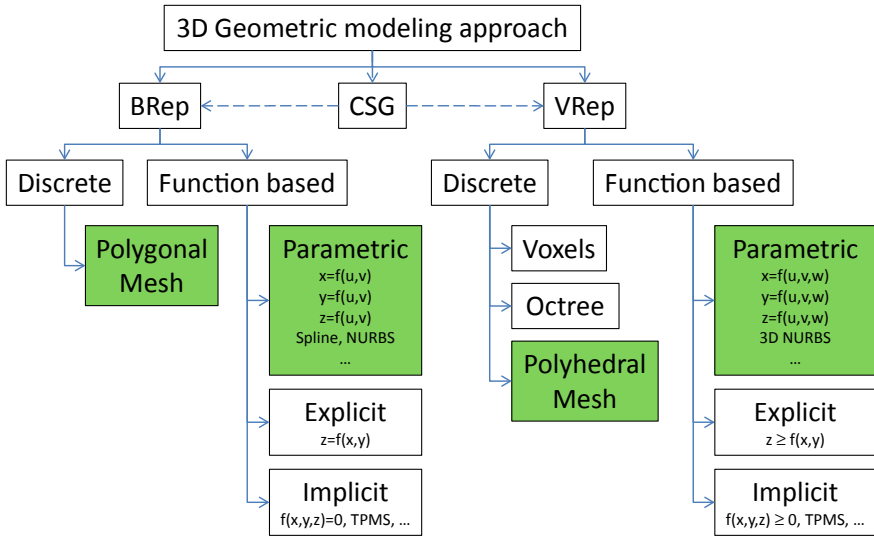 3D Geometric modeling approach
BRep
CSG
VRep
Discrete
Function based
Discrete
Function based
Polygonal
Mesh
Parametric
x=f(u,v)
y=f(u,v)
z=f(u,v)
Spline, NURBS
...
Explicit
z=f(x,y)
Implicit
f(x,y,z)=0, TPMS, ...
Voxels
Octree
Polyhedral
Mesh
Parametric
x=f(u,v,w)
y=f(u,v,w)
z=f(u,v,w)
3D NURBS
...
Explicit
z ≥ f(x,y)
Implicit
f(x,y,z) ≥ 0, TPMS, ...